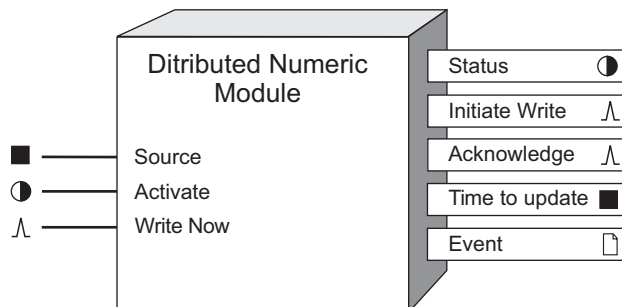 Ditributed Numeric
Module
Source
Activate
Write Now
Status
Initiate Write
Acknowledge
Time to update
Event